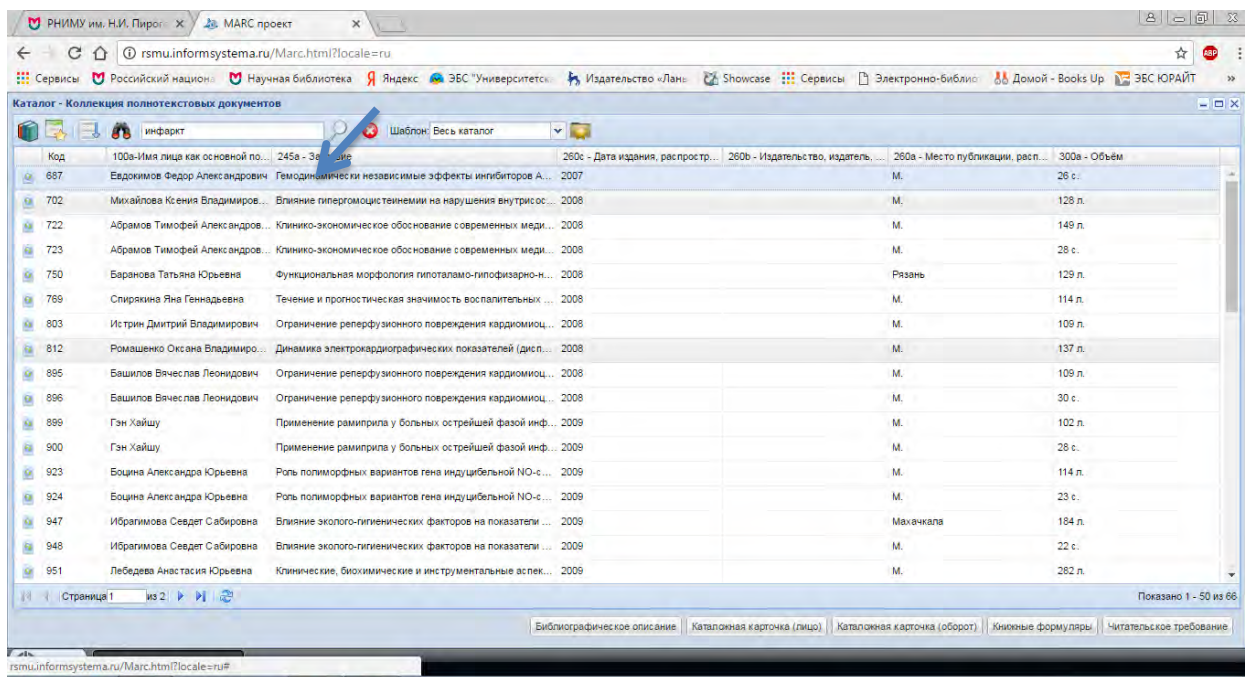 РНИМУ им. Н.И. Пирог МАRC проект
rsmu.informsystema.ru/Marc.html?locale=ru ABP
Сервисы Российский национ Научная библиотека Яндекс ЭБС "Университетск Издательство «Лань Showcase Сервисы Электронно-библио Домой - Books Up ЭБС ЮРАЙТ »
Каталог - Коллекция полнотекстовых документов
инфаркт Шаблон: Весь каталог
Код 100a-Имя лица как основной по... 245a - За 260c - Дата издания, распростр... 260b - Издательство, издатель, ... 260a - Место публикации, расп... 300a - Объём
687 Евдокимов Федор Александрович Гемодинамически независимые эффекты ингибиторов А... 2007 М. 26 с.
702 Михайлова Ксения Владимиров... Влияние гипергомоцистеинемии на нарушения внутрисос... 2008 М. 128 л.
722 Абрамов Тимофей Александров... Клинико-экономическое обоснование современных меди... 2008 М. 149 л.
723 Абрамов Тимофей Александров... Клинико-экономическое обоснование современных меди... 2008 М. 28 с.
750 Баранова Татьяна Юрьевна Функциональная морфология гипоталамо-гипофизарно-н... 2008 Рязань 129 л.
769 Спирякина Яна Геннадьевна Течение и прогностическая значимость воспалительных ... 2008 М. 114 л.
803 Истрин Дмитрий Владимирович Ограничение реперфузионного повреждения кардиомиоц... 2008 М. 109 л.
812 Ромашенко Оксана Владимиро... Динамика электрокардиографических показателей (дисп... 2008 М. 137 л.
895 Башилов Вячеслав Леонидович Ограничение реперфузионного повреждения кардиомиоц... 2008 М. 109 л.
896 Башилов Вячеслав Леонидович Ограничение реперфузионного повреждения кардиомиоц... 2008 М. 30 с.
899 Гэн Хайшу Применение рамиприла у больных острейшей фазой инф... 2009 М. 102 л.
900 Гэн Хайшу Применение рамиприла у больных острейшей фазой инф... 2009 М. 28 с.
923 Боцина Александра Юрьевна Роль полиморфных вариантов гена индуцибельной NO-с... 2009 М. 114 л.
924 Боцина Александра Юрьевна Роль полиморфных вариантов гена индуцибельной NO-с... 2009 М. 23 с.
947 Ибрагимова Севдет Сабировна Влияние эколого-гигиенических факторов на показатели ... 2009 Махачкала 184 л.
948 Ибрагимова Севдет Сабировна Влияние эколого-гигиенических факторов на показатели ... 2009 М. 22 с.
951 Лебедева Анастасия Юрьевна Клинические, биохимические и инструментальные аспек... 2009 М. 282 л.
Страница 1 из 2 Показано 1 - 50 из 66
Библиографическое описание Каталожная карточка (лицо) Каталожная карточка (оборот) Книжные формуляры Читательское требование
rsmu.informsystema.ru/Marc.html?locale=ru#